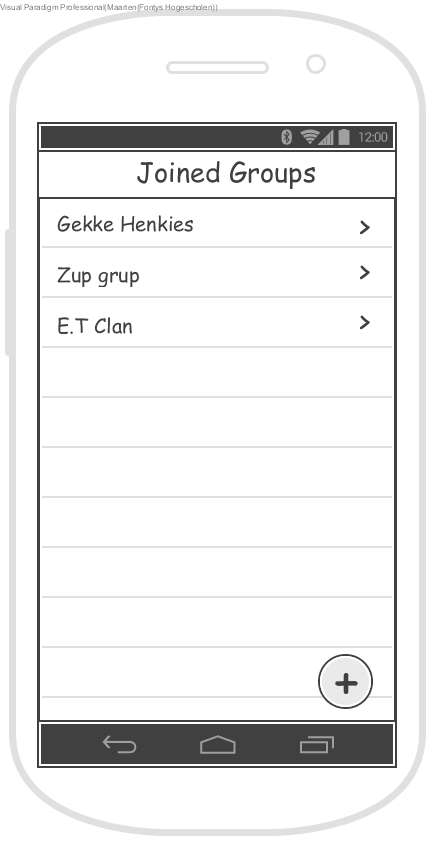 Visual Paradigm Professional(Maarten(Fontys Hogescholen))
12:00
Joined Groups
Gekke Henkies
Zup grup
E.T Clan